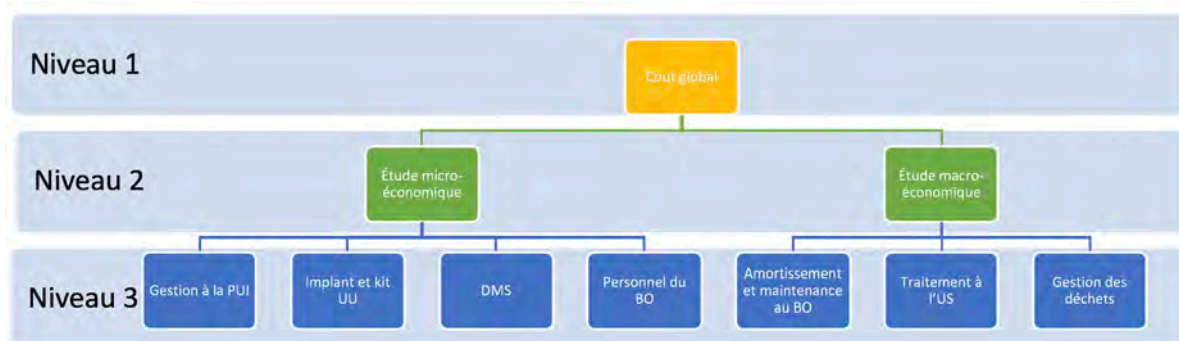 Niveau 1
Cout global
Niveau 2
Étude micro-
économique
Étude macro-
économique
Niveau 3
Gestion à la PUI
Implant et kit
UU
DMS
Personnel du
BO
Amortissement
et maintenance
au BO
Traitement à
l'US
Gestion des
déchets